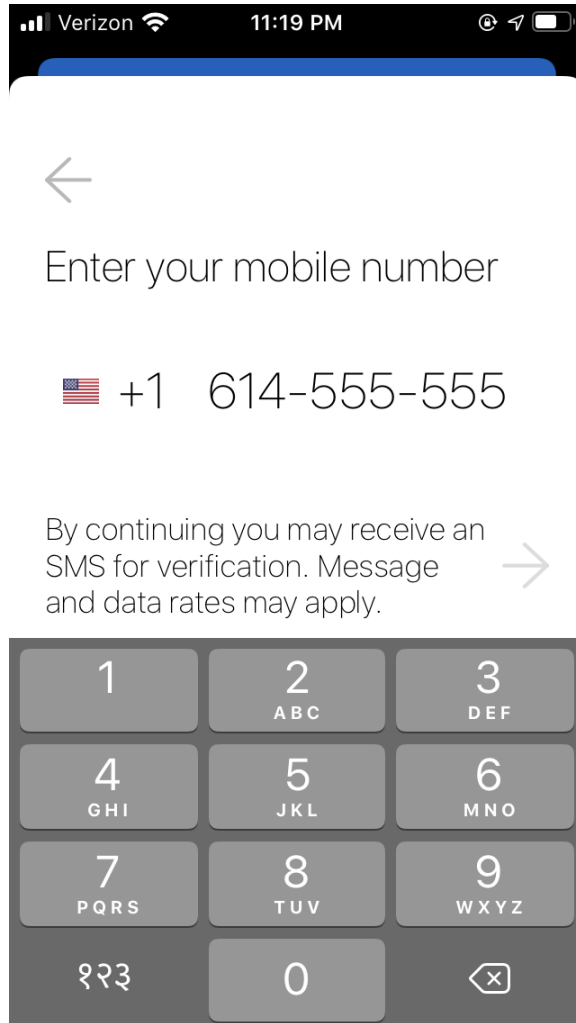 Verizon 11:19 PM
Enter your mobile number
+1 614-555-555
By continuing you may receive an
SMS for verification. Message
and data rates may apply.
1 2 3
ABC DEF
4 5 6
GHI JKL MNO
7 8 9
PQRS TUV WXYZ
१२३ 0